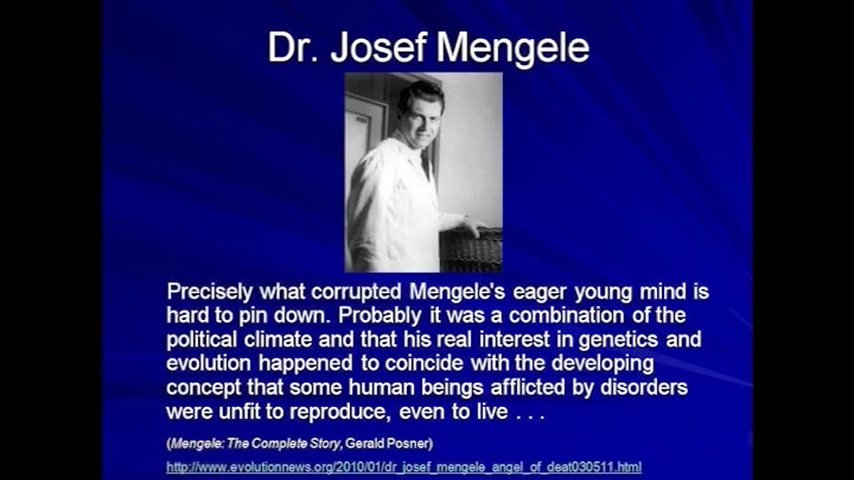 Dr. Josef Mengele
Precisely what corrupted Mengele's eager young mind is
hard to pin down. Probably it was a combination of the
political climate and that his real interest in genetics and
evolution happened to coincide with the developing
concept that some human beings afflicted by disorders
were unfit to reproduce, even to live . . .
(Mengele: The Complete Story, Gerald Posner)
http://www.evolutionnews.org/2010/01/dr_josef_mengele_angel_of_deat030511.html